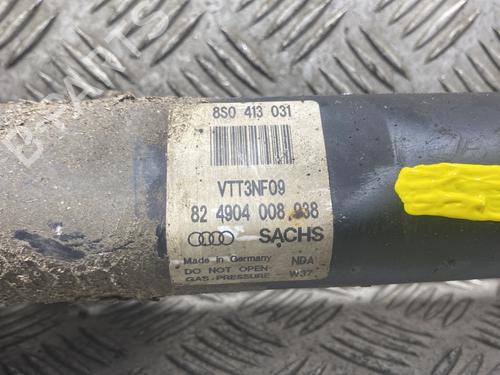 8S0 413 031
VTT3NF09
82 4904 008 938
SACHS
Made in Germany NDA
DO NOT OPEN
GAS-PRESSURE W37
B-PARTS